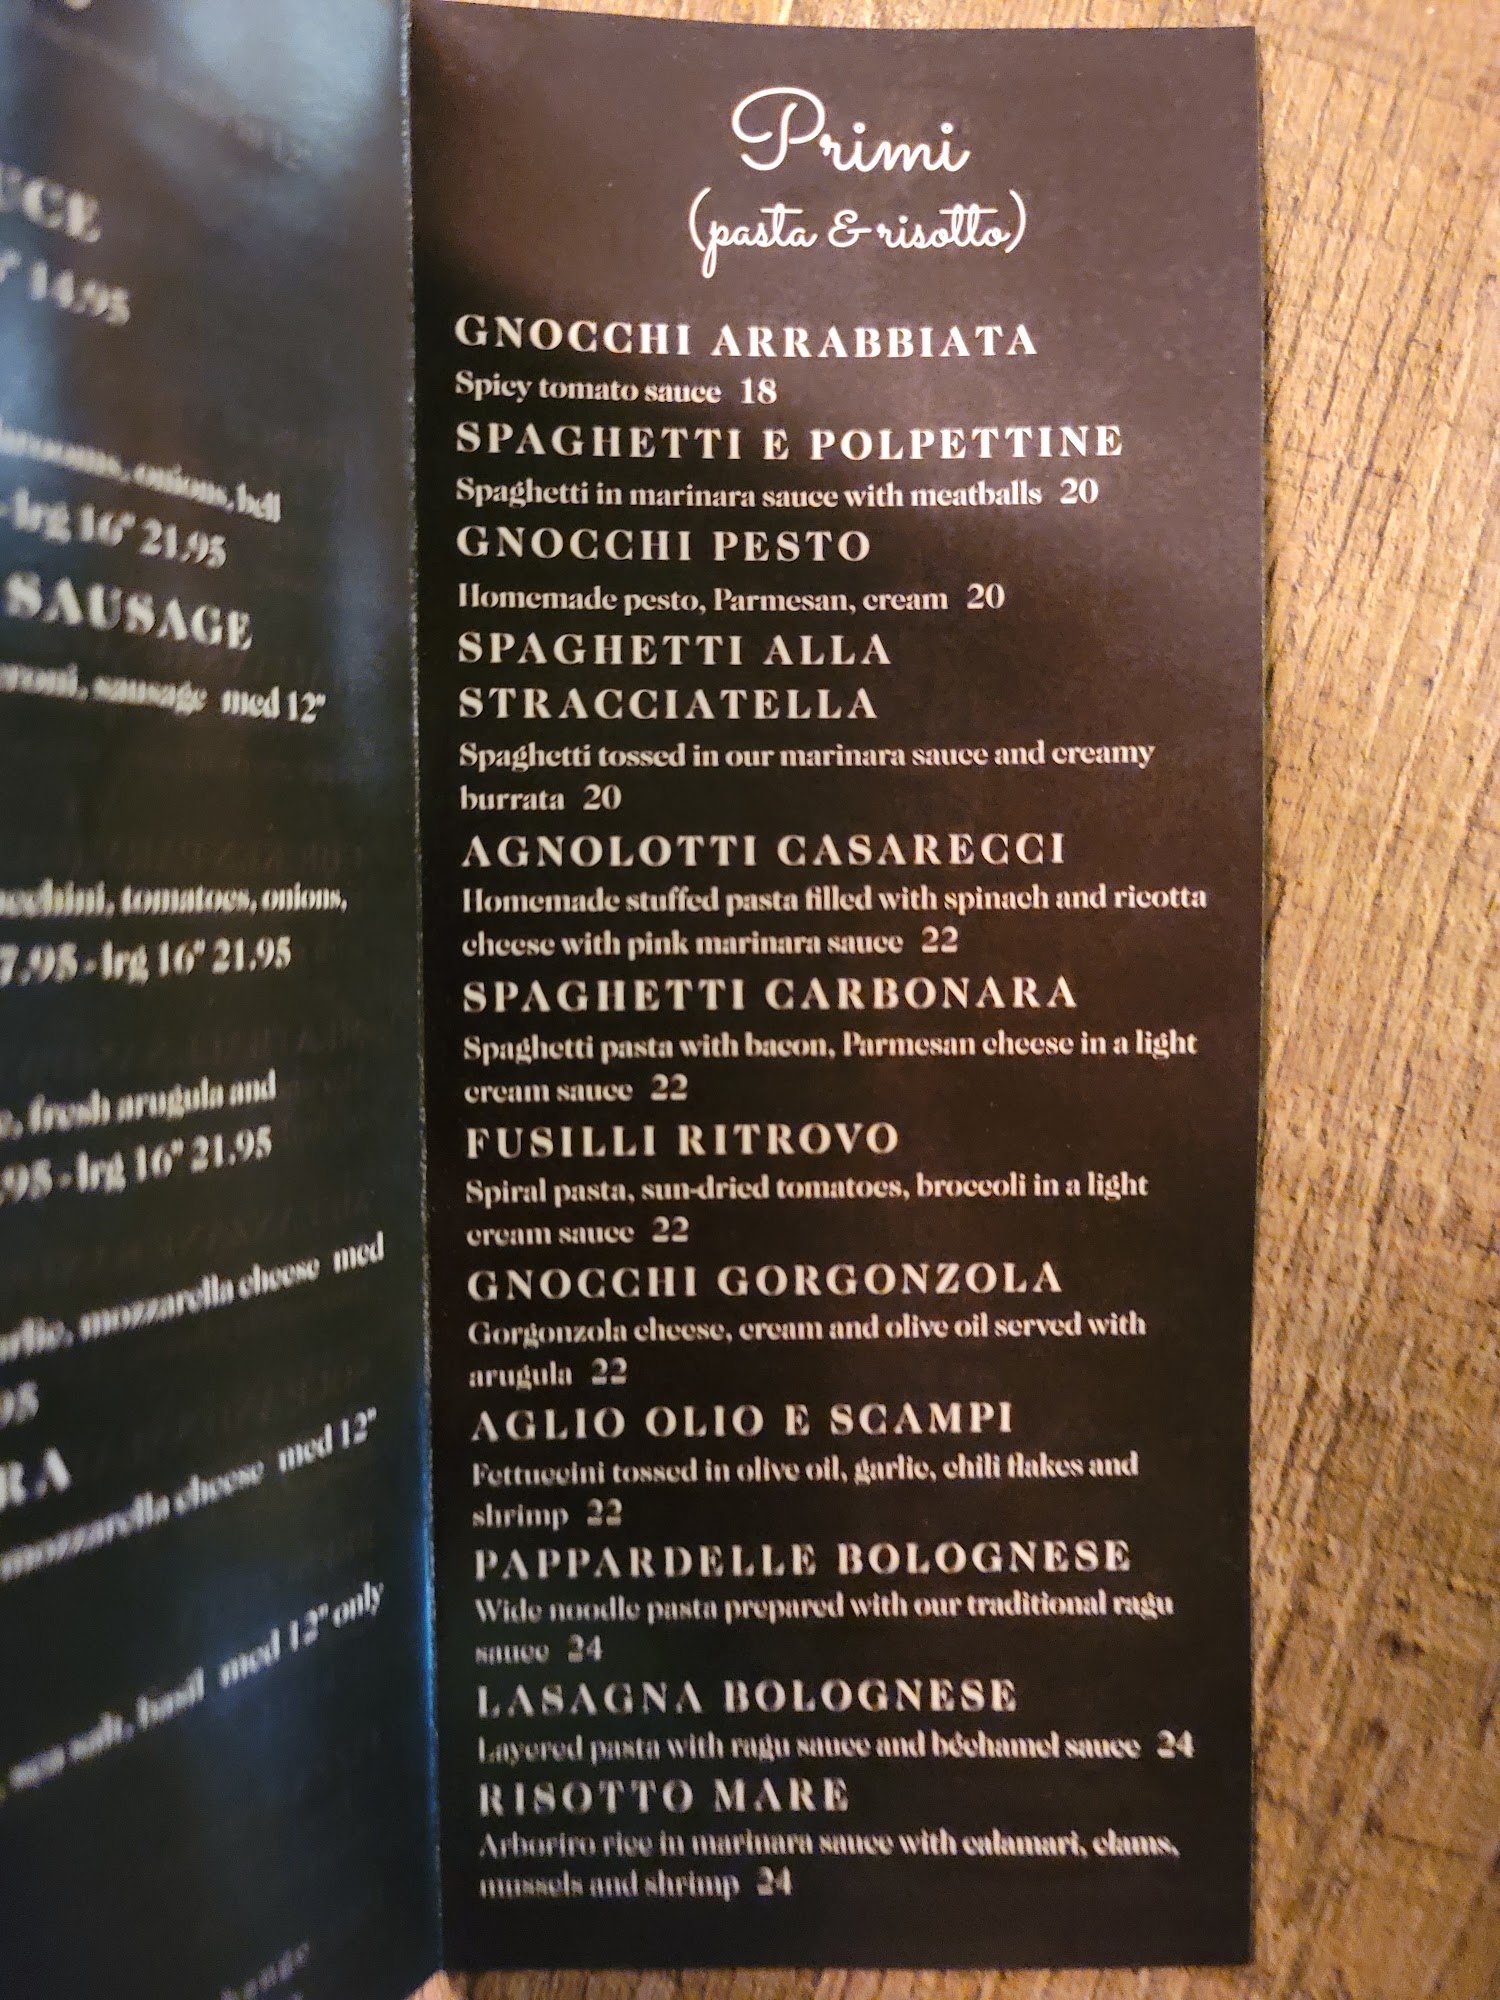 UCE
14.95
onions, bell
- lrg 16" 21.95
SAUSAGE
sausage med 12"
tomatoes, onions,
7.95 - lrg 16" 21.95
fresh arugula and
.95 - lrg 16" 21.95
mozzarella cheese med
95
RA
mozzarella cheese med 12"
salt, basil med 12" only
Primi
(pasta & risotto)
GNOCCHI ARRABBIATA
Spicy tomato sauce 18
SPAGHETTI E POLPETTINE
Spaghetti in marinara sauce with meatballs 20
GNOCCHI PESTO
Homemade pesto, Parmesan, cream 20
SPAGHETTI ALLA
STRACCIATELLA
Spaghetti tossed in our marinara sauce and creamy
burrata 20
AGNOLOTTI CASARECCI
Homemade stuffed pasta filled with spinach and ricotta
cheese with pink marinara sauce 22
SPAGHETTI CARBONARA
Spaghetti pasta with bacon, Parmesan cheese in a light
cream sauce 22
FUSILLI RITROVO
Spiral pasta, sun-dried tomatoes, broccoli in a light
cream sauce 22
GNOCCHI GORGONZOLA
Gorgonzola cheese, cream and olive oil served with
arugula 22
AGLIO OLIO E SCAMPI
Fettuccini tossed in olive oil, garlic, chili flakes and
shrimp 22
PAPPARDELLE BOLOGNESE
Wide noodle pasta prepared with our traditional ragu
sauce 24
LASAGNA BOLOGNESE
Layered pasta with ragu sauce and béchamel sauce 24
RISOTTO MARE
Arboriro rice in marinara sauce with calamari, clams,
mussels and shrimp 24